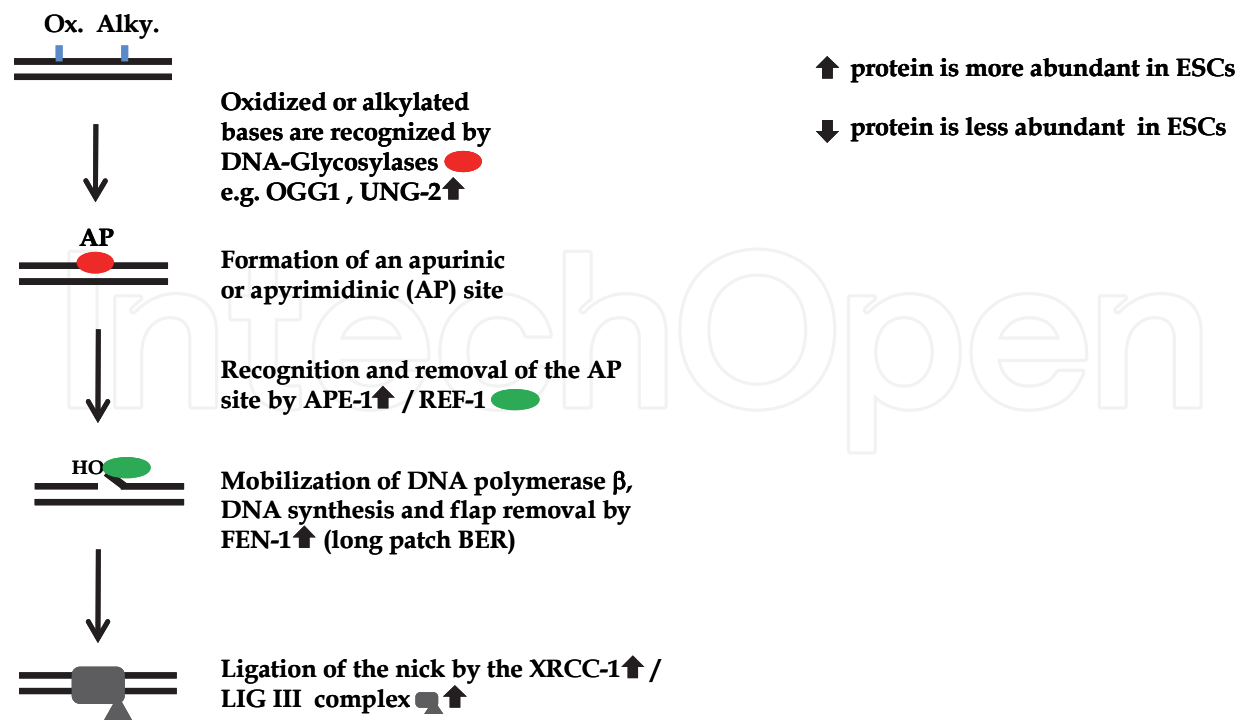 Ox. Alky.
protein is more abundant in ESCs
protein is less abundant in ESCs
Oxidized or alkylated
bases are recognized by
DNA-Glycosylases
e.g. OGG1 , UNG-2
AP
Formation of an apurinic
or apyrimidinic (AP) site
IntechOpen
Recognition and removal of the AP
site by APE-1 / REF-1
HO
Mobilization of DNA polymerase β,
DNA synthesis and flap removal by
FEN-1 (long patch BER)
Ligation of the nick by the XRCC-1 /
LIG III complex